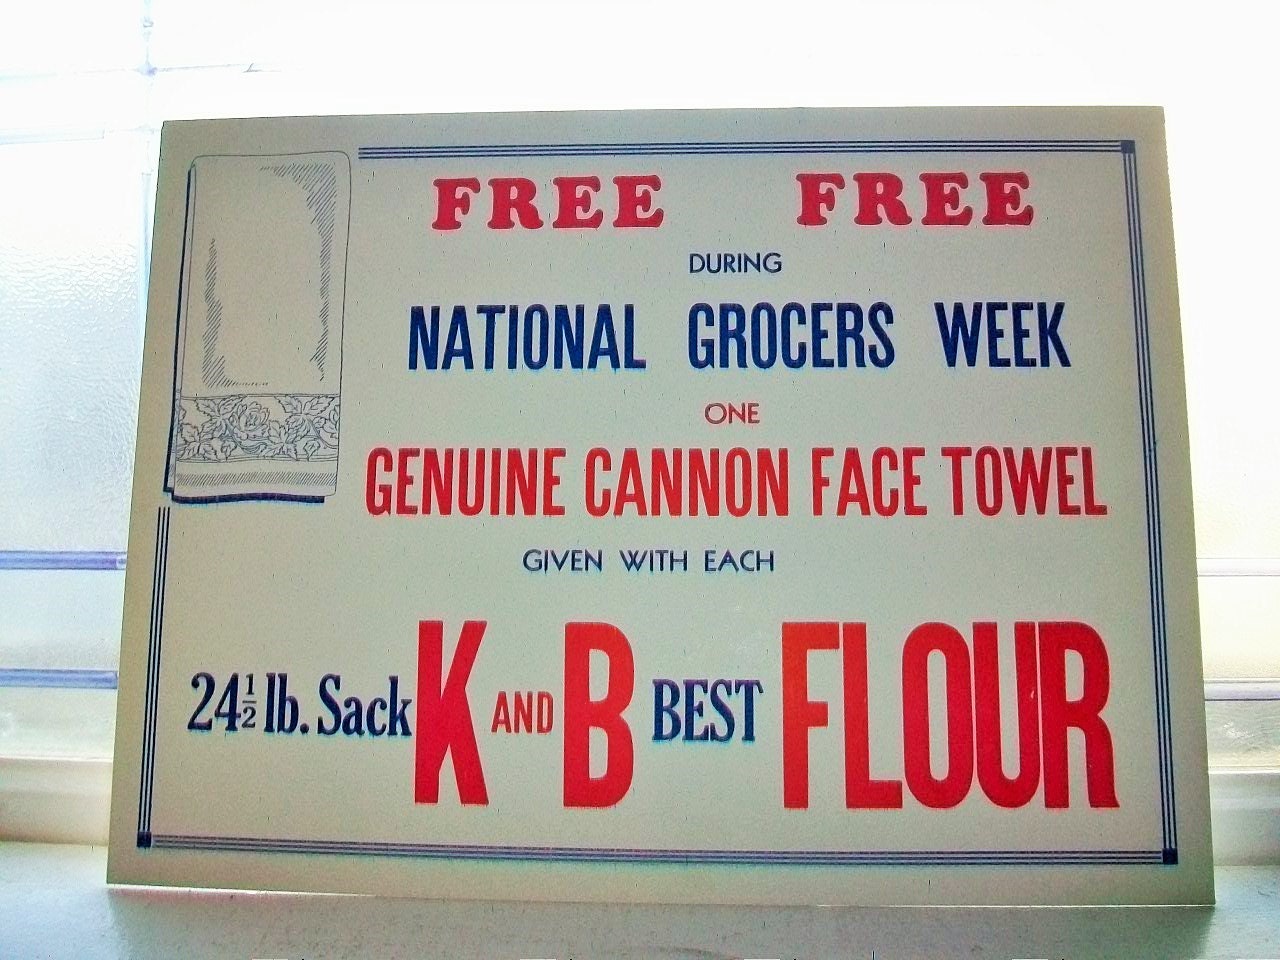 FREE FREE
DURING
NATIONAL GROCERS WEEK
ONE
GENUINE CANNON FACE TOWEL
GIVEN WITH EACH
24½ lb. Sack K AND B BEST FLOUR